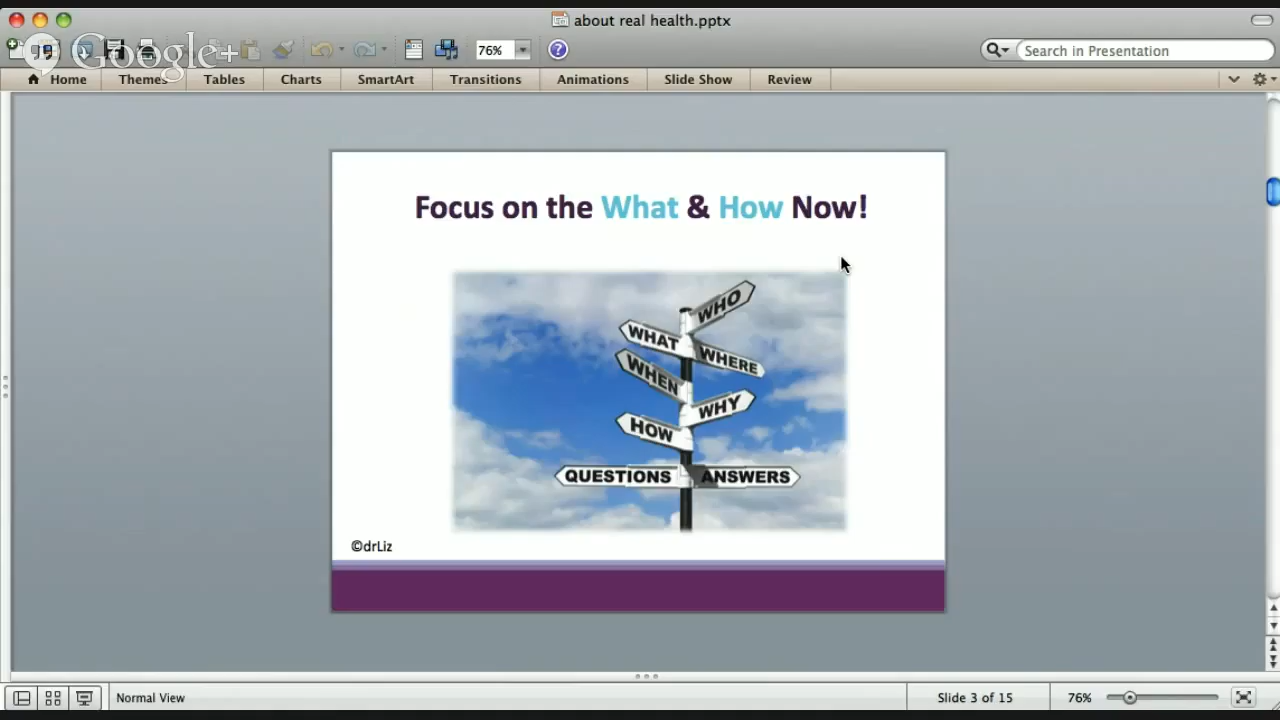 about real health.pptx
Google+
76%
Search in Presentation
Home Themes Tables Charts SmartArt Transitions Animations Slide Show Review
Focus on the What & How Now!
WHO
WHAT
WHERE
WHEN
WHY
HOW
QUESTIONS ANSWERS
©drLiz
Normal View Slide 3 of 15 76%